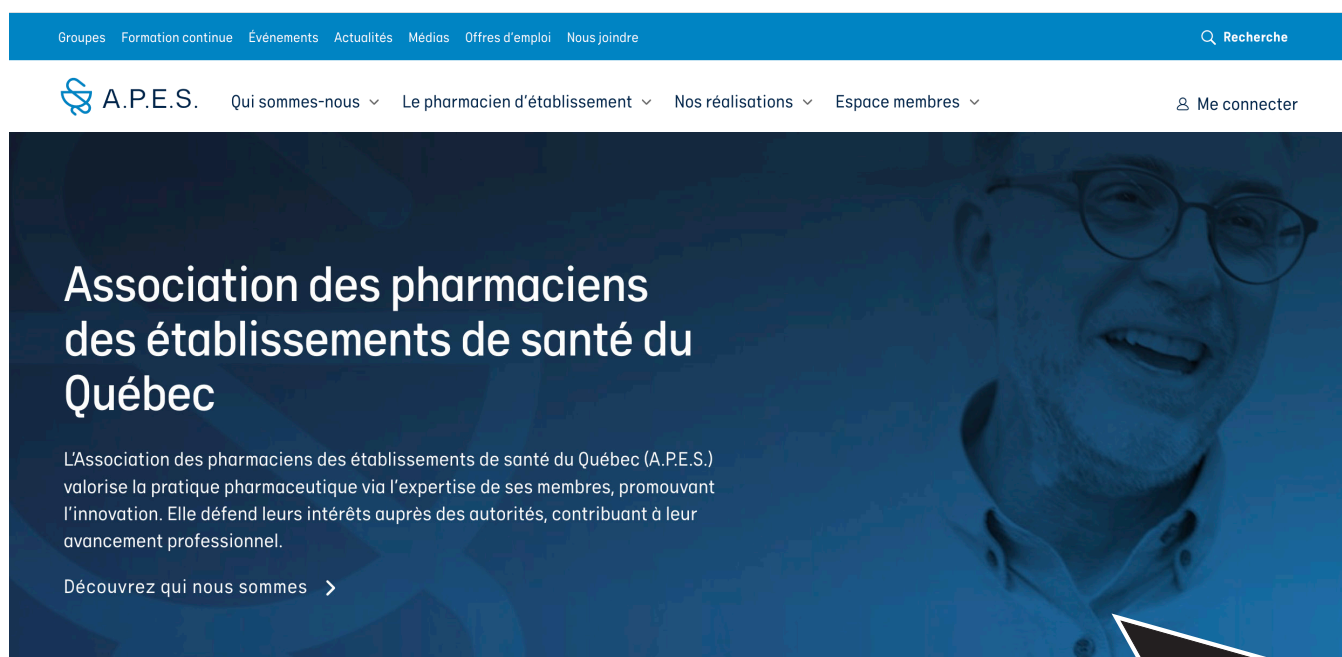 Groupes Formation continue Événements Actualités Médias Offres d'emploi Nous joindre Recherche
A.P.E.S. Qui sommes-nous Le pharmacien d'établissement Nos réalisations Espace membres Me connecter
Association des pharmaciens
des établissements de santé du
Québec
L'Association des pharmaciens des établissements de santé du Québec (A.P.E.S.)
valorise la pratique pharmaceutique via l'expertise de ses membres, promouvant
l'innovation. Elle défend leurs intérêts auprès des autorités, contribuant à leur
avancement professionnel.
Découvrez qui nous sommes